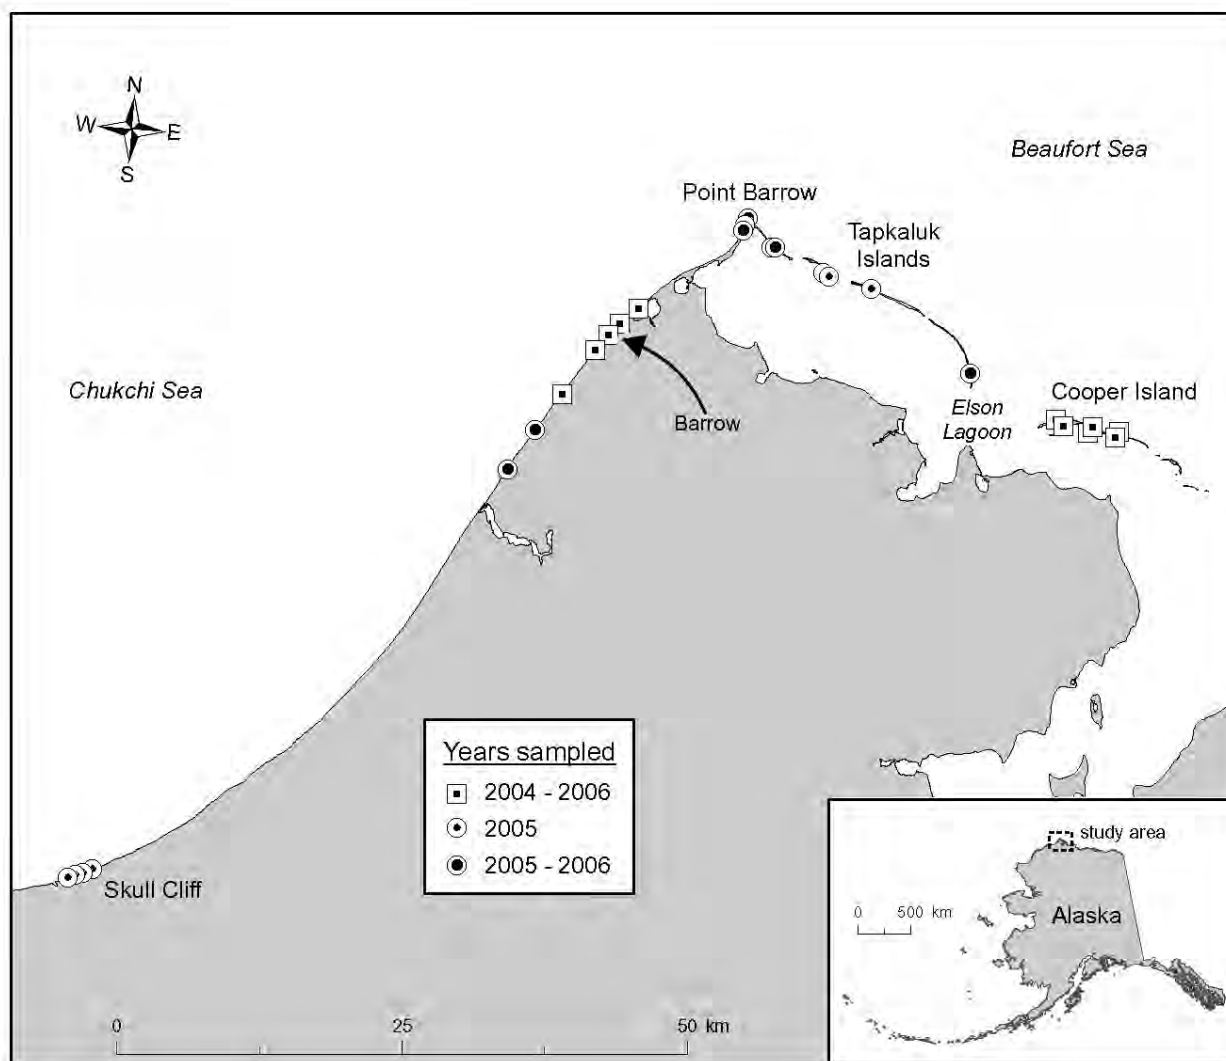 N
W
E
S
Beaufort Sea
Point Barrow
Tapkaluk
Islands
Chukchi Sea
Cooper Island
Elson
Lagoon
Barrow
Years sampled
2004 - 2006
2005
2005 - 2006
Skull Cliff
study area
0 500 km
Alaska
0 25 50 km